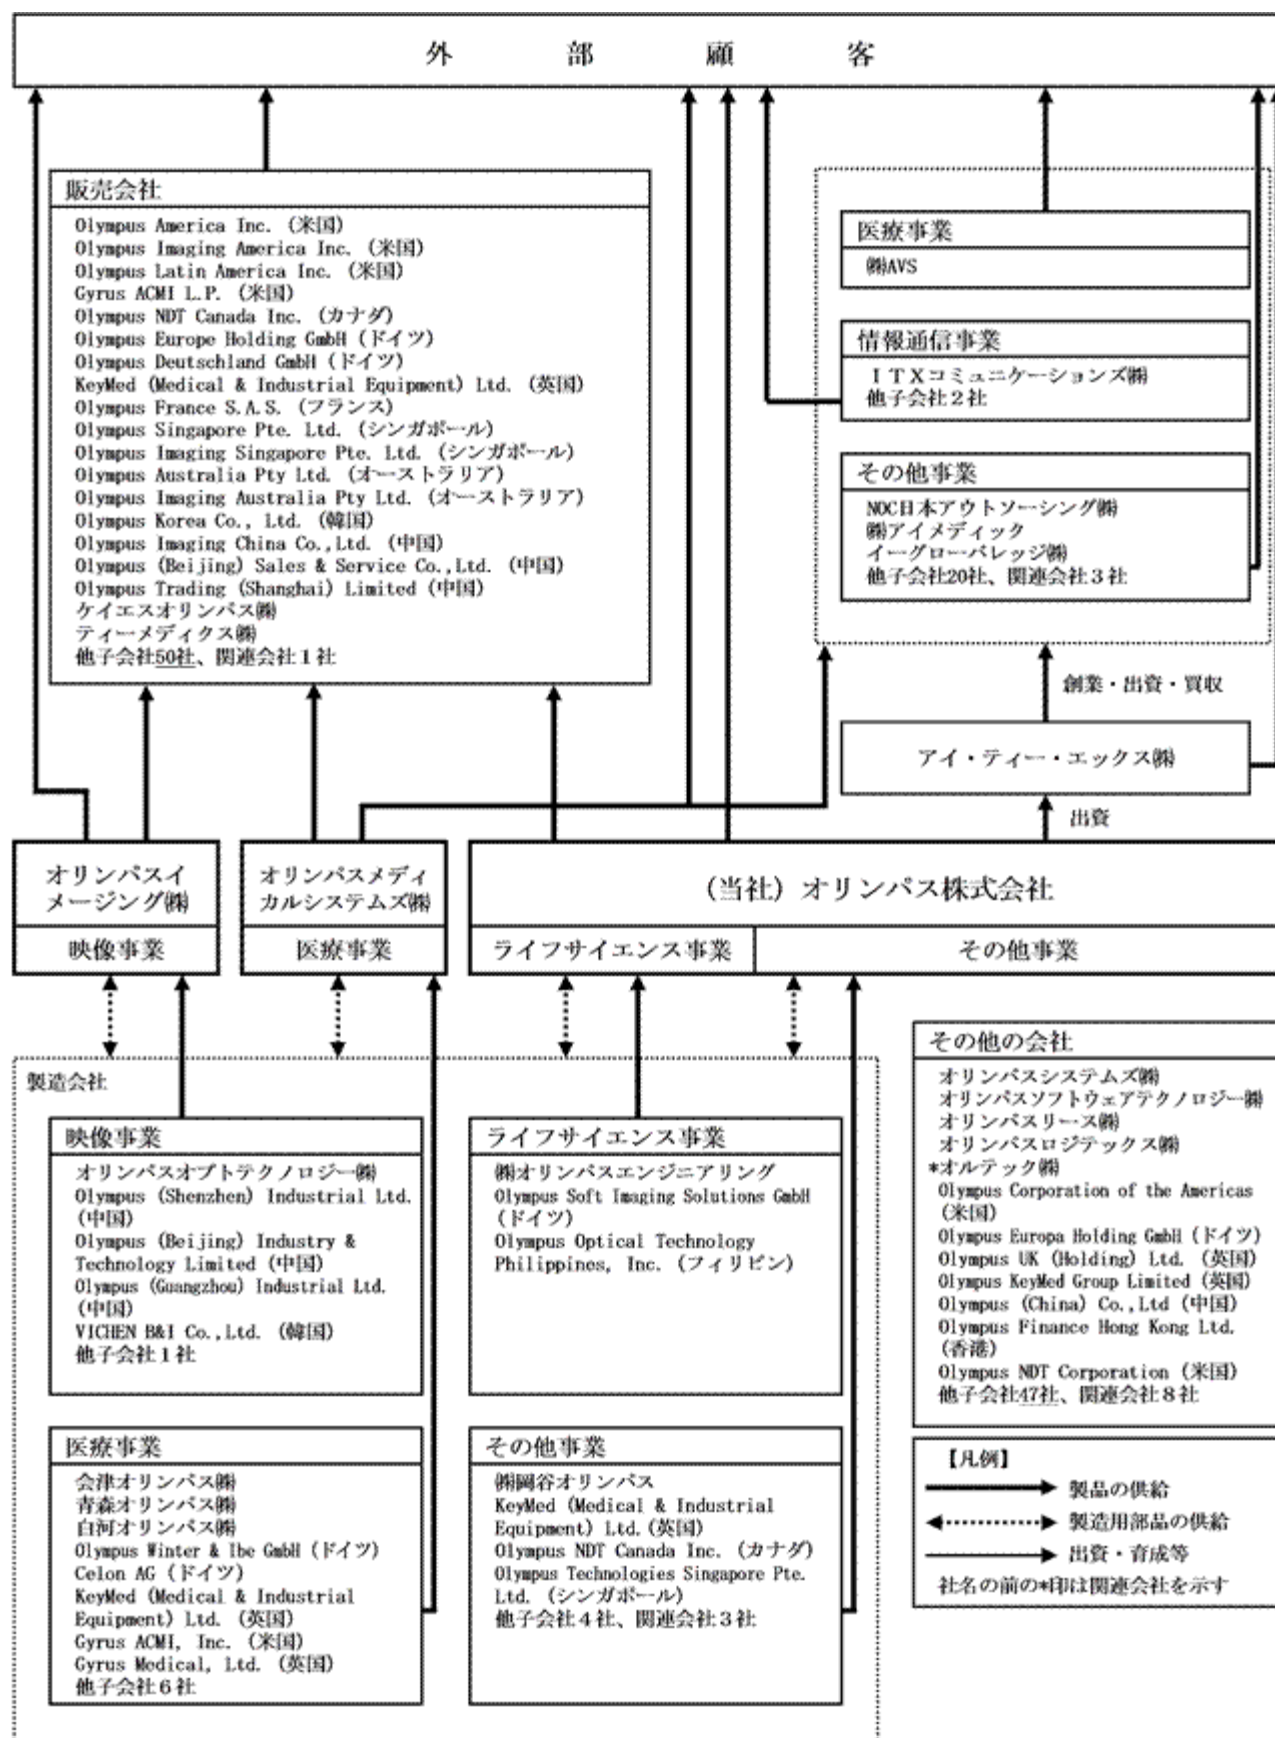 外部顧客
販売会社
Olympus America Inc. (米国)
Olympus Imaging America Inc. (米国)
Olympus Latin America Inc. (米国)
Gyrus ACMI L.P. (米国)
Olympus NDT Canada Inc. (カナダ)
Olympus Europe Holding GmbH (ドイツ)
Olympus Deutschland GmbH (ドイツ)
KeyMed (Medical & Industrial Equipment) Ltd. (英国)
Olympus France S.A.S. (フランス)
Olympus Singapore Pte. Ltd. (シンガポール)
Olympus Imaging Singapore Pte. Ltd. (シンガポール)
Olympus Australia Pty Ltd. (オーストラリア)
Olympus Imaging Australia Pty Ltd. (オーストラリア)
Olympus Korea Co., Ltd. (韓国)
Olympus Imaging China Co.,Ltd. (中国)
Olympus (Beijing) Sales & Service Co.,Ltd. (中国)
Olympus Trading (Shanghai) Limited (中国)
ケイエスオリンパス㈱
ティーメディクス㈱
他子会社50社、関連会社1社
医療事業
㈱AVS
情報通信事業
ITXコミュニケーションズ㈱
他子会社2社
その他事業
NOC日本アウトソーシング㈱
㈱アイメディック
イーグローバレッジ㈱
他子会社20社、関連会社3社
創業・出資・買収
アイ・ティー・エックス㈱
出資
オリンパスイ
メージング㈱
映像事業
オリンパスメディ
カルシステムズ㈱
医療事業
(当社) オリンパス株式会社
ライフサイエンス事業
その他事業
製造会社
映像事業
オリンパスオプトテクノロジー㈱
Olympus (Shenzhen) Industrial Ltd.
(中国)
Olympus (Beijing) Industry &
Technology Limited (中国)
Olympus (Guangzhou) Industrial Ltd.
(中国)
VICHEN B&I Co.,Ltd. (韓国)
他子会社1社
ライフサイエンス事業
㈱オリンパスエンジニアリング
Olympus Soft Imaging Solutions GmbH
(ドイツ)
Olympus Optical Technology
Philippines, Inc. (フィリピン)
医療事業
会津オリンパス㈱
青森オリンパス㈱
白河オリンパス㈱
Olympus Winter & Ibe GmbH (ドイツ)
Celon AG (ドイツ)
KeyMed (Medical & Industrial
Equipment) Ltd. (英国)
Gyrus ACMI, Inc. (米国)
Gyrus Medical, Ltd. (英国)
他子会社6社
その他事業
㈱岡谷オリンパス
KeyMed (Medical & Industrial
Equipment) Ltd. (英国)
Olympus NDT Canada Inc. (カナダ)
Olympus Technologies Singapore Pte.
Ltd. (シンガポール)
他子会社4社、関連会社3社
その他の会社
オリンパスシステムズ㈱
オリンパスソフトウェアテクノロジー㈱
オリンパスリース㈱
オリンパスロジテックス㈱
*オルテック㈱
Olympus Corporation of the Americas
(米国)
Olympus Europa Holding GmbH (ドイツ)
Olympus UK (Holding) Ltd. (英国)
Olympus KeyMed Group Limited (英国)
Olympus (China) Co.,Ltd (中国)
Olympus Finance Hong Kong Ltd.
(香港)
Olympus NDT Corporation (米国)
他子会社47社、関連会社8社
【凡例】
製品の供給
製造用部品の供給
出資・育成等
社名の前の*印は関連会社を示す